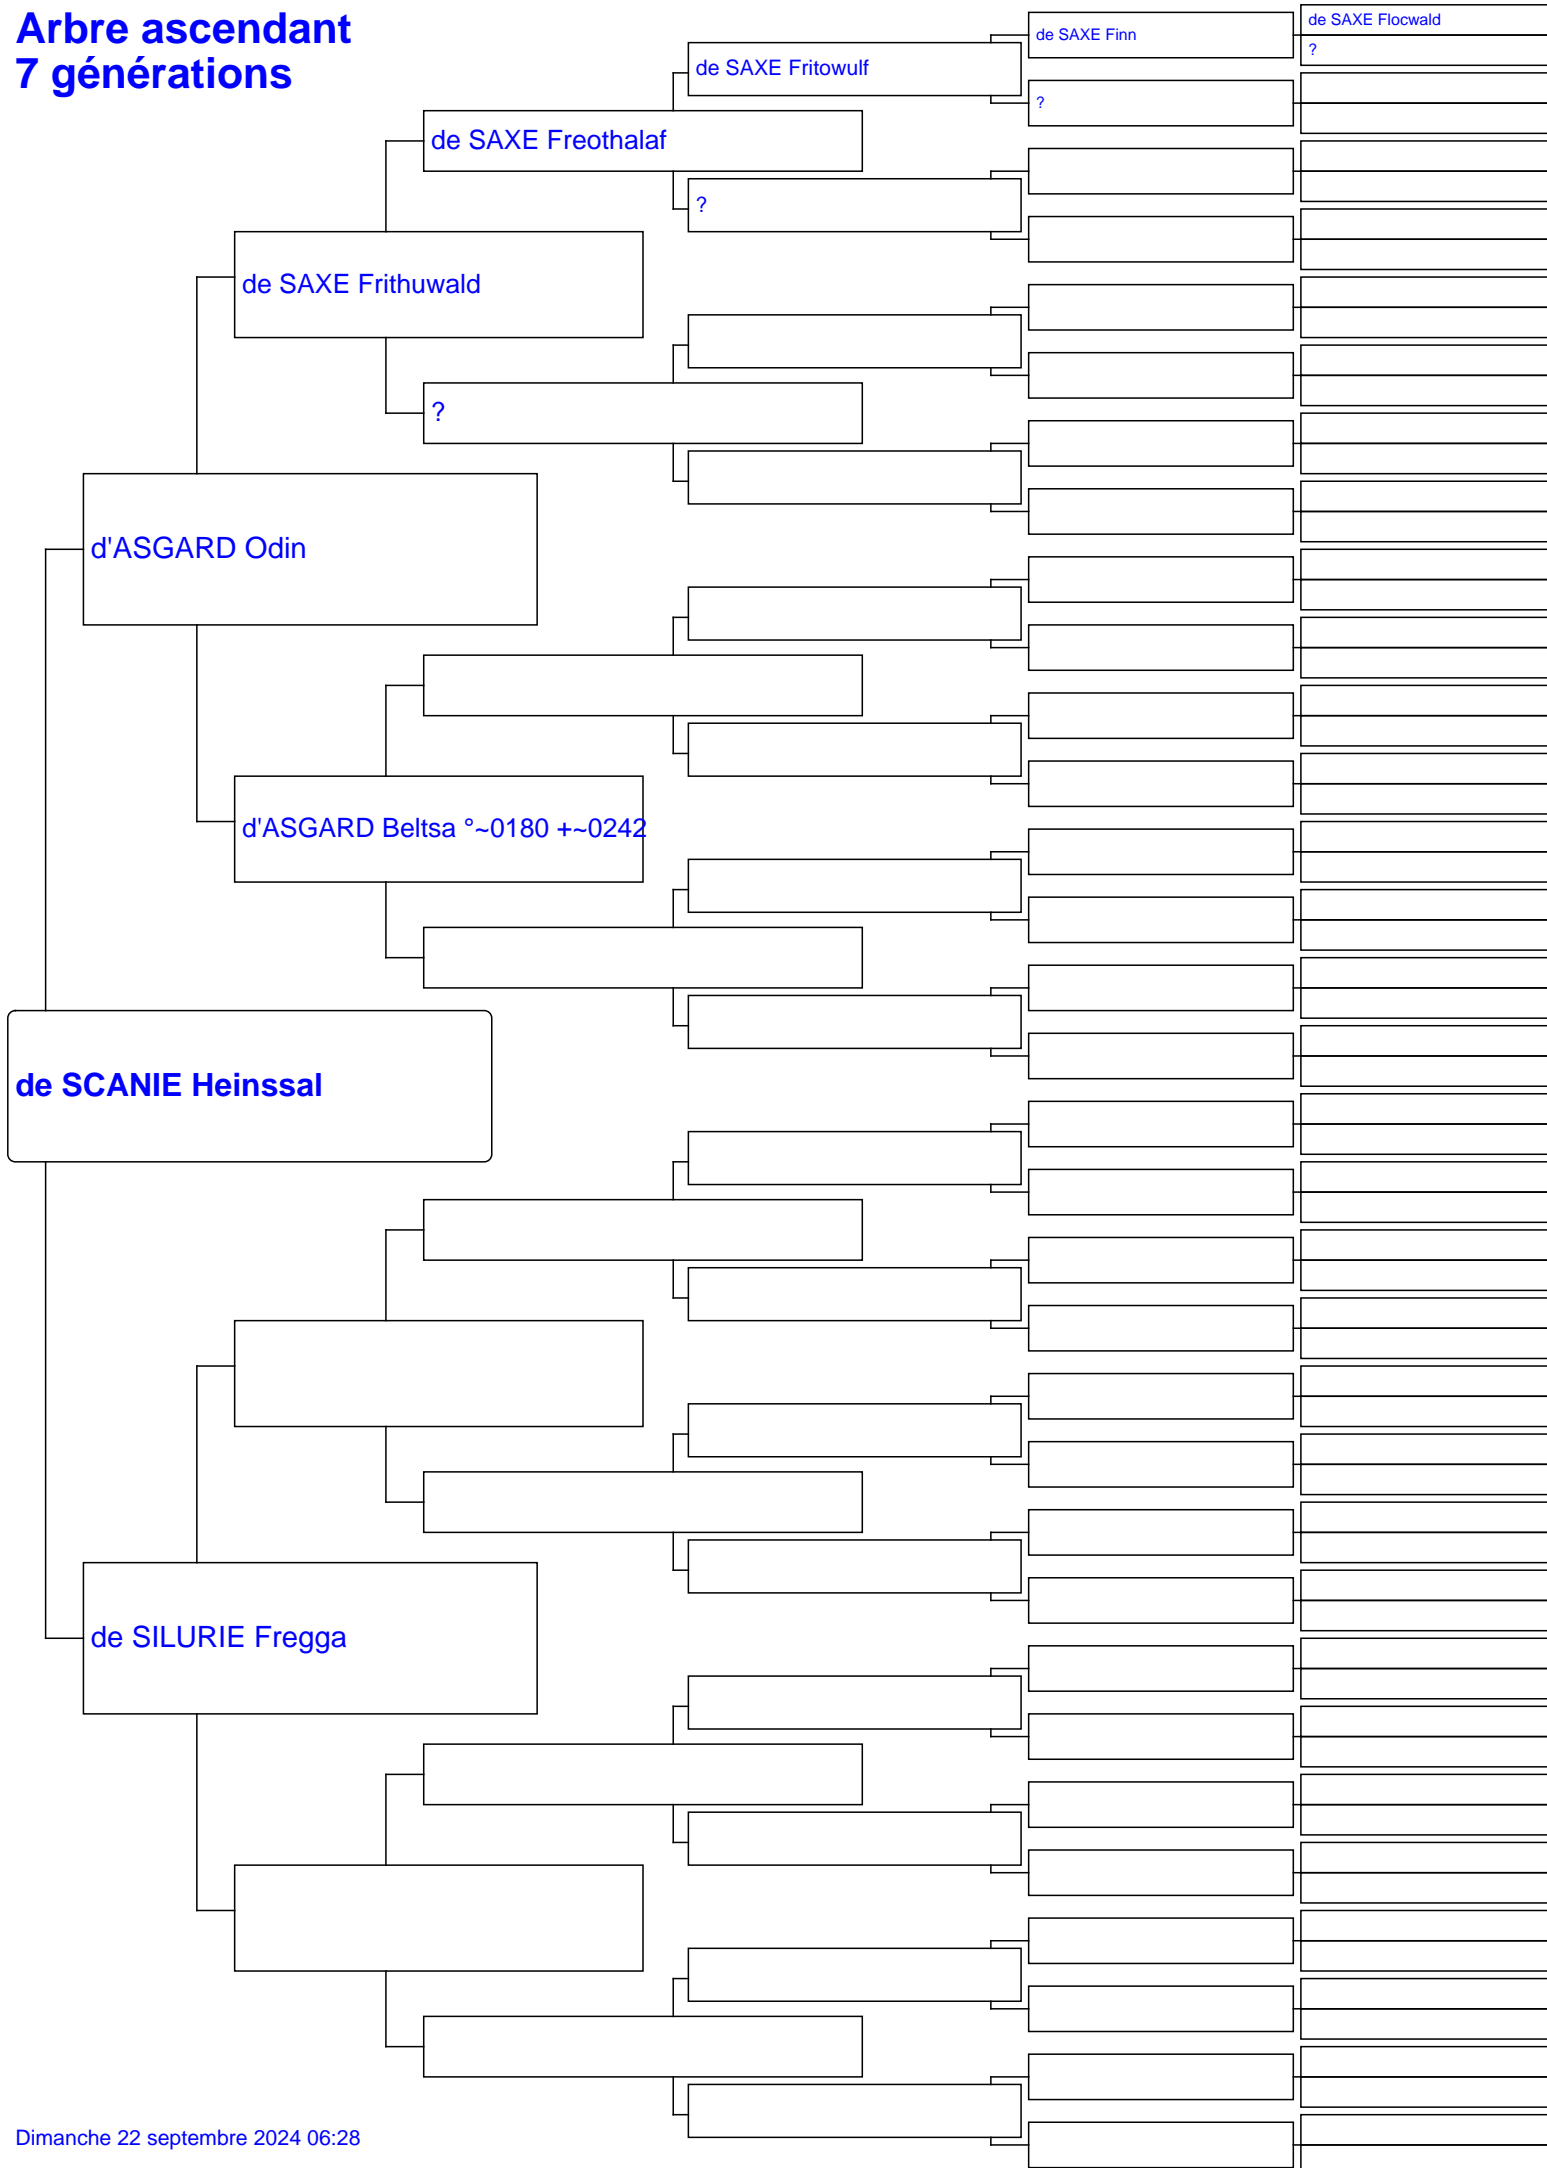 Arbre ascendant
7 générations
de SAXE Flocwald
?
de SAXE Finn
?
de SAXE Fritowulf
?
de SAXE Freothalaf
?
de SAXE Frithuwald
d'ASGARD Odin
d'ASGARD Beltsa °~0180 +~0242
de SCANIE Heinssal
de SILURIE Fregga
Dimanche 22 septembre 2024 06:28